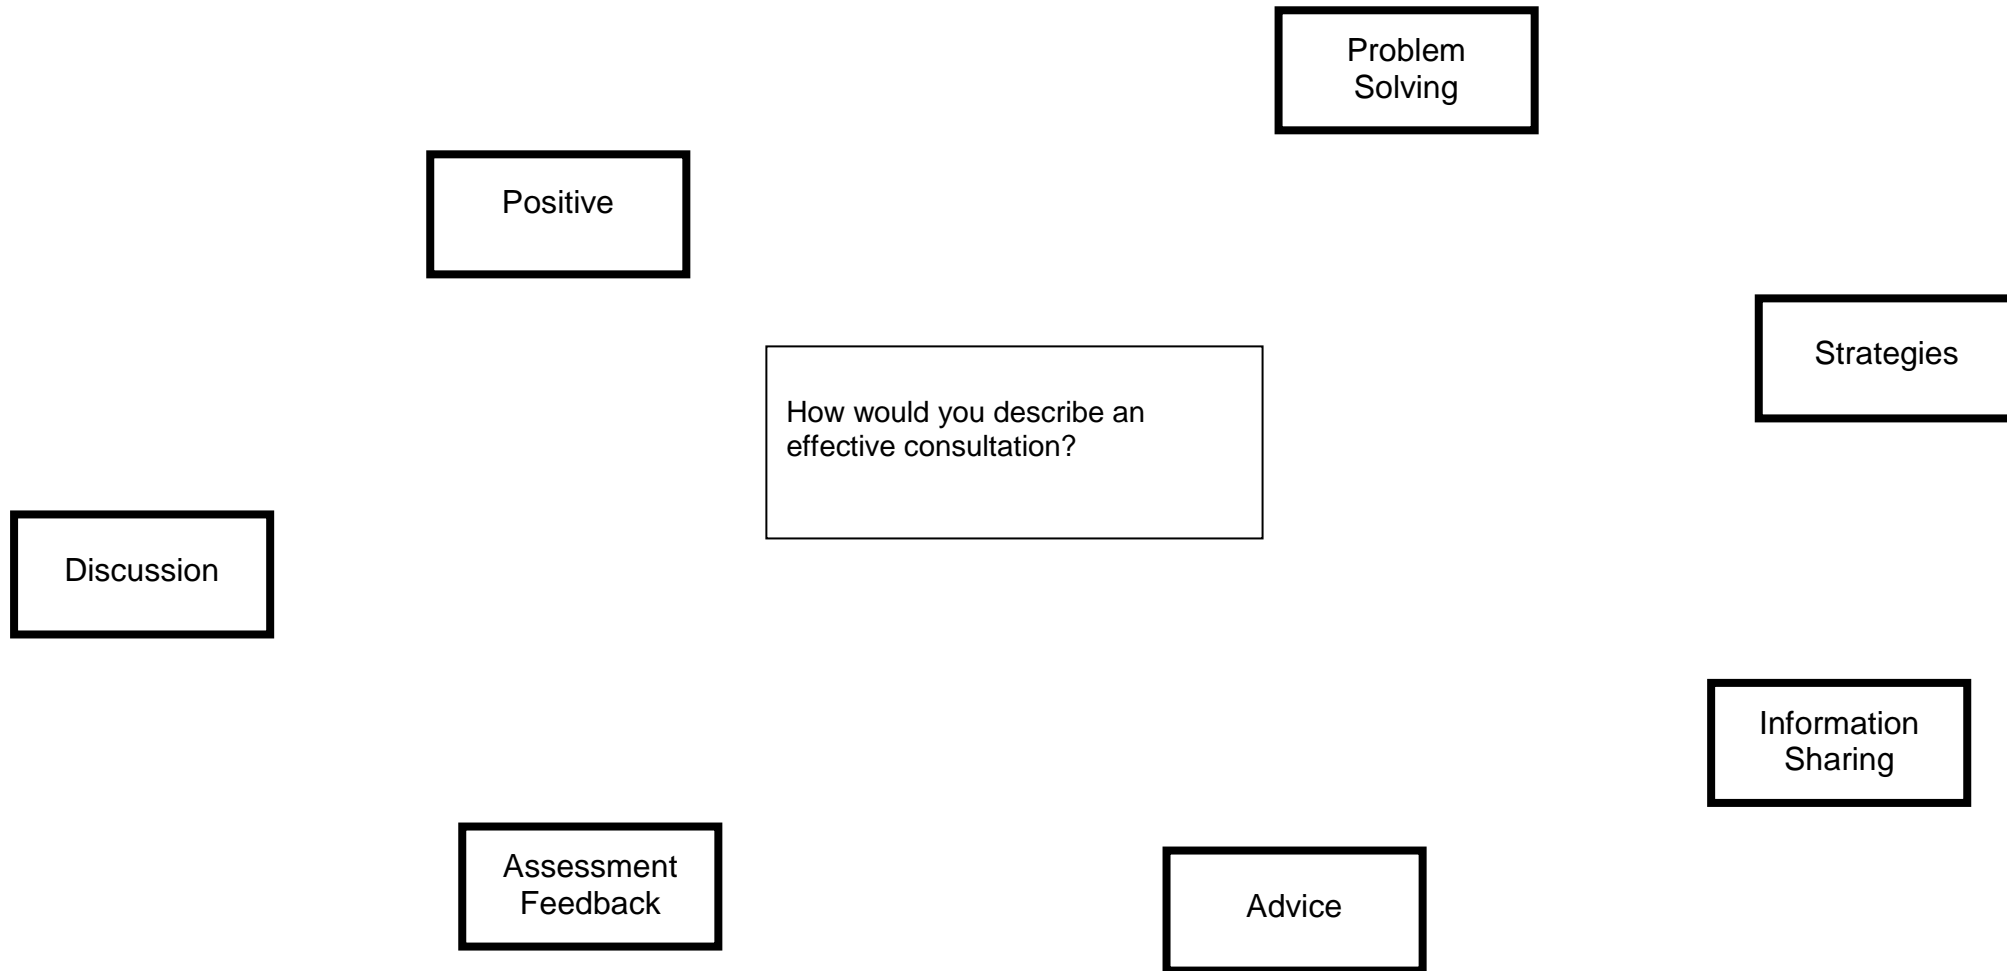 Problem
Solving
Positive
Strategies
How would you describe an
effective consultation?
Discussion
Information
Sharing
Assessment
Feedback
Advice